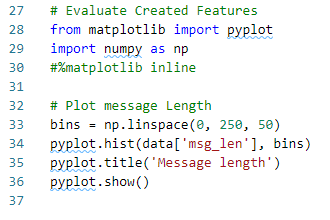 27 # Evaluate Created Features
28 from matplotlib import pyplot
29 import numpy as np
30 #%matplotlib inline
31
32 # Plot message Length
33 bins = np.linspace(0, 250, 50)
34 pyplot.hist(data['msg_len'], bins)
35 pyplot.title('Message length')
36 pyplot.show()
37